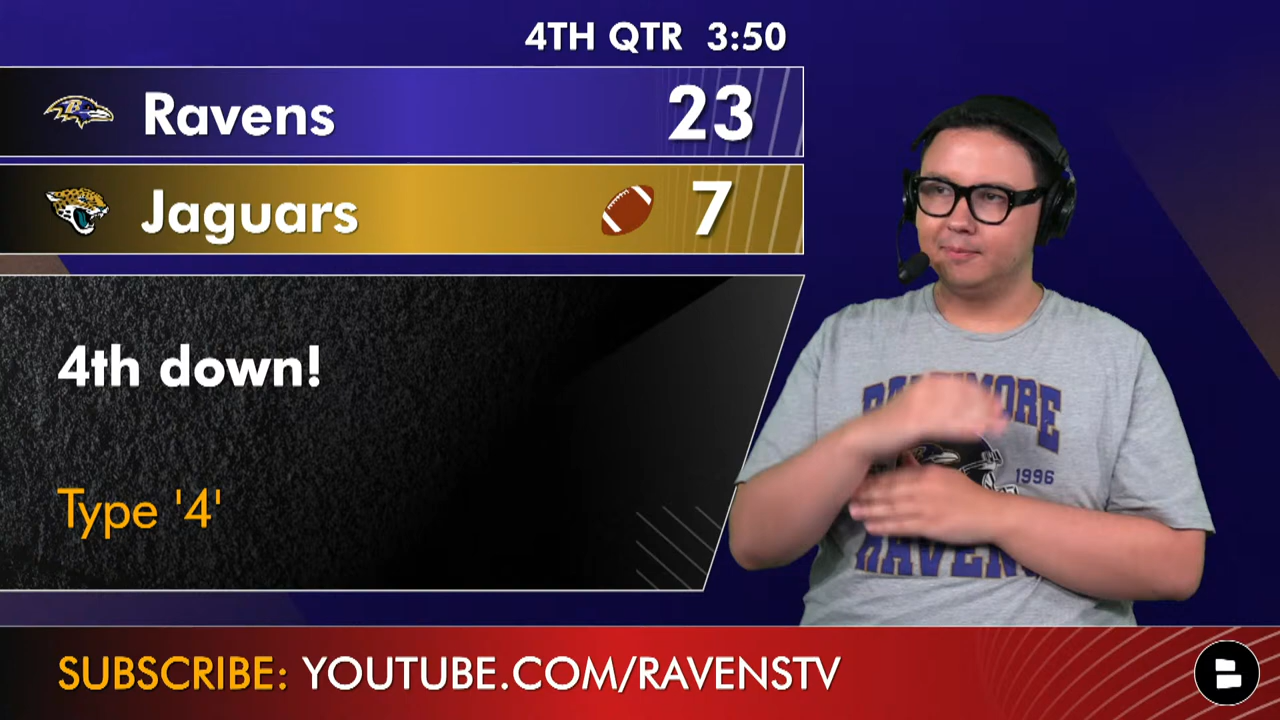 4TH QTR 3:50
Ravens 23
Jaguars 7
4th down!
Type '4'
1996
SUBSCRIBE: YOUTUBE.COM/RAVENSTV